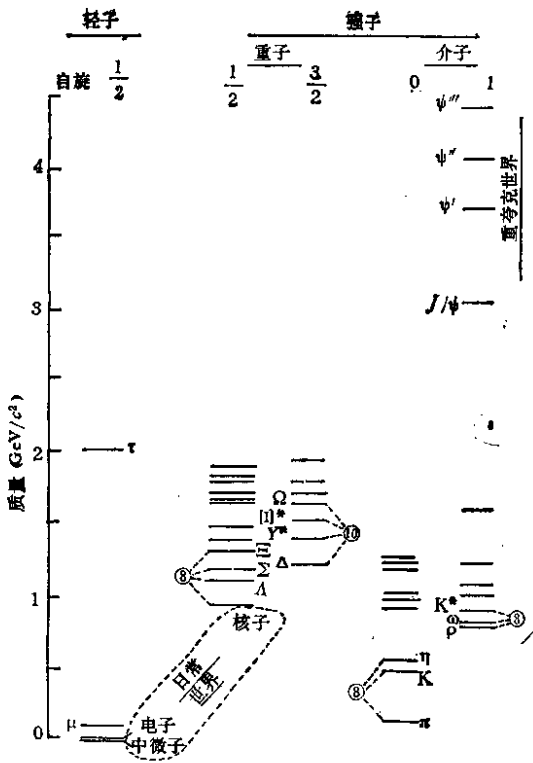 轻子 强子
重子 介子
自旋 1/2 1/2 3/2 0 1
ψ‴
4
ψ″
ψ′
重夸克世界
3
J/ψ
质量 (GeV/c²)
τ
2
Ω
[I]*
Y*
⑩
[I]
⑧
Σ
Δ
Λ
1
K*
ω
⑧
ρ
核子
日常
世界
η
⑧
K
π
μ
电子
0
中微子